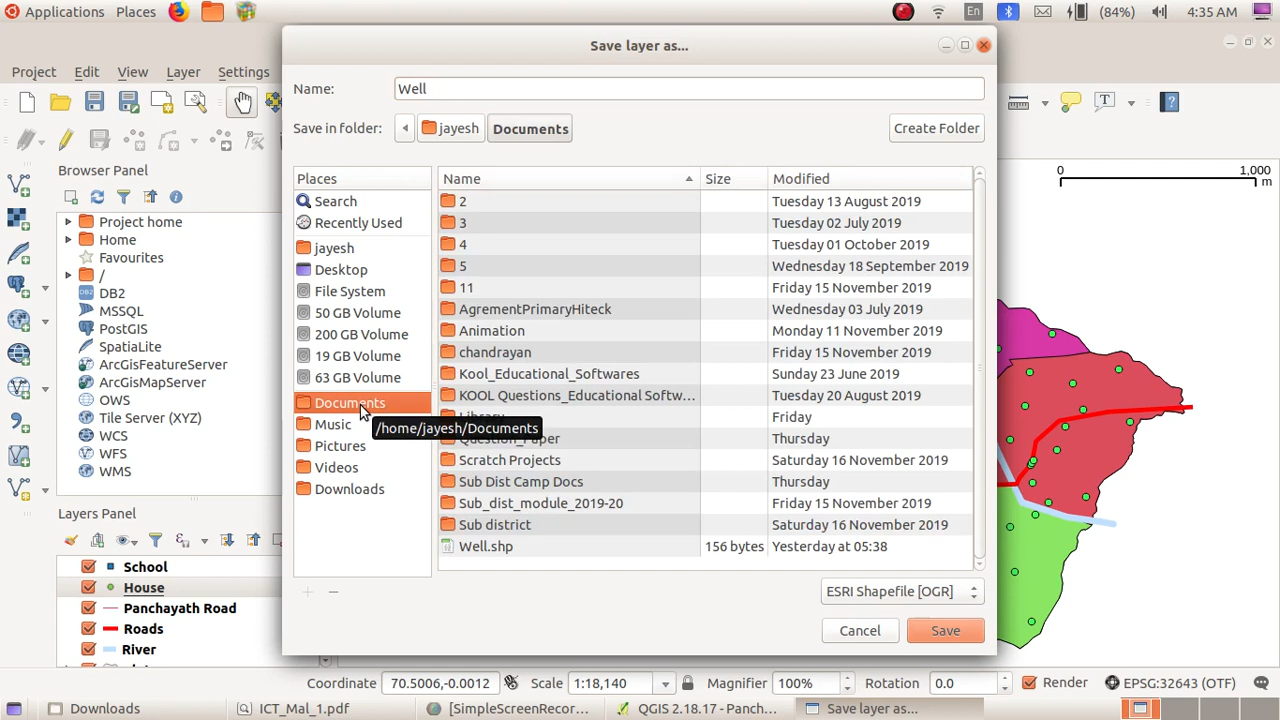 Applications Places En (84%) 4:35 AM
Save layer as...
Project Edit View Layer Settings
Name: Well
Save in folder: jayesh Documents Create Folder
Browser Panel
Project home
Home
Favourites
/
DB2
MSSQL
PostGIS
SpatiaLite
ArcGisFeatureServer
ArcGisMapServer
OWS
Tile Server (XYZ)
WCS
WFS
WMS
Layers Panel
School
House
Panchayath Road
Roads
River
Places
Search
Recently Used
jayesh
Desktop
File System
50 GB Volume
200 GB Volume
19 GB Volume
63 GB Volume
Documents
Music
Pictures
Videos
Downloads
/home/jayesh/Documents
Name Size Modified
2 Tuesday 13 August 2019
3 Tuesday 02 July 2019
4 Tuesday 01 October 2019
5 Wednesday 18 September 2019
11 Friday 15 November 2019
AgrementPrimaryHiteck Wednesday 03 July 2019
Animation Monday 11 November 2019
chandrayan Friday 15 November 2019
Kool_Educational_Softwares Sunday 23 June 2019
KOOL Questions_Educational Softw... Tuesday 20 August 2019
Library Friday
Question_Paper Thursday
Scratch Projects Saturday 16 November 2019
Sub Dist Camp Docs Thursday
Sub_dist_module_2019-20 Friday 15 November 2019
Sub district Saturday 16 November 2019
Well.shp 156 bytes Yesterday at 05:38
ESRI Shapefile [OGR]
Cancel Save
0 1,000
m
Coordinate 70.5006,-0.0012 Scale 1:18,140 Magnifier 100% Rotation 0.0 Render EPSG:32643 (OTF)
Downloads ICT_Mal_1.pdf [SimpleScreenRecor... QGIS 2.18.17 - Panch... Save layer as...